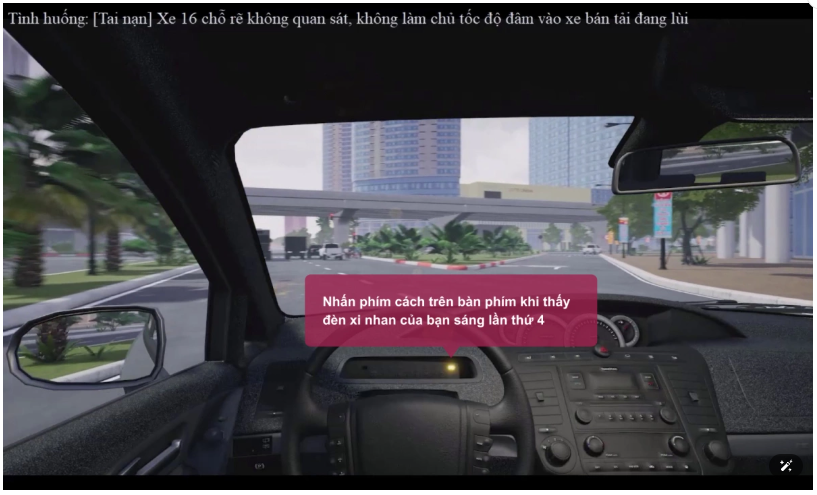 Tình huống: [Tai nạn] Xe 16 chỗ rẽ không quan sát, không làm chủ tốc độ đâm vào xe bán tải đang lùi
Nhấn phím cách trên bàn phím khi thấy
đèn xi nhan của bạn sáng lần thứ 4